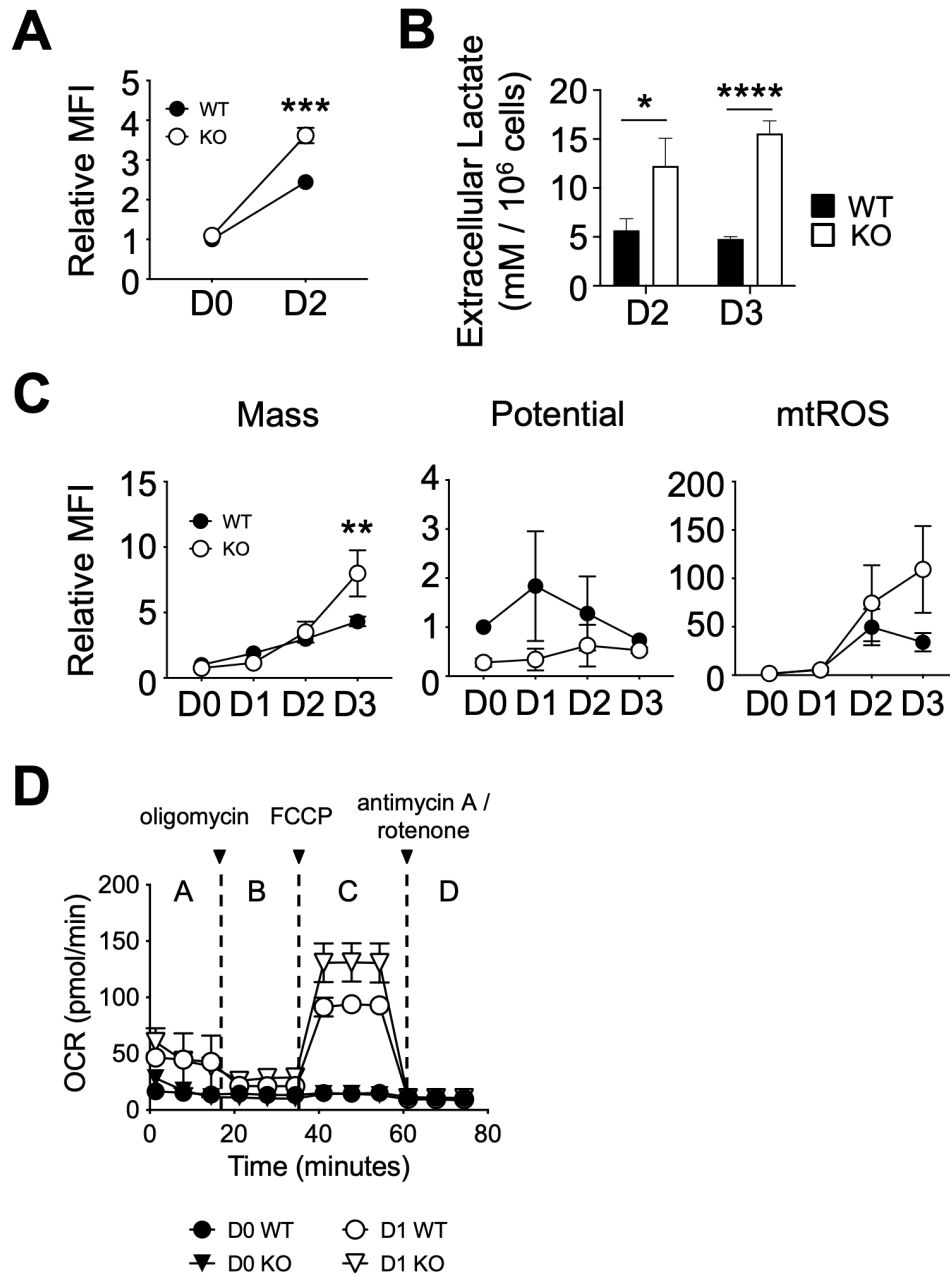 A
Relative MFI
5
4
3
2
1
0
WT
KO
***
D0 D2
B
Extracellular Lactate
(mM / 10⁶ cells)
20
15
10
5
0
*
****
D2 D3
WT
KO
C
Mass
Relative MFI
15
10
5
0
WT
KO
**
D0 D1 D2 D3
Potential
4
3
2
1
0
D0 D1 D2 D3
mtROS
200
150
100
50
0
D0 D1 D2 D3
D
oligomycin
FCCP
antimycin A /
rotenone
A B C D
OCR (pmol/min)
200
150
100
50
0
0 20 40 60 80
Time (minutes)
D0 WT D1 WT
D0 KO D1 KO